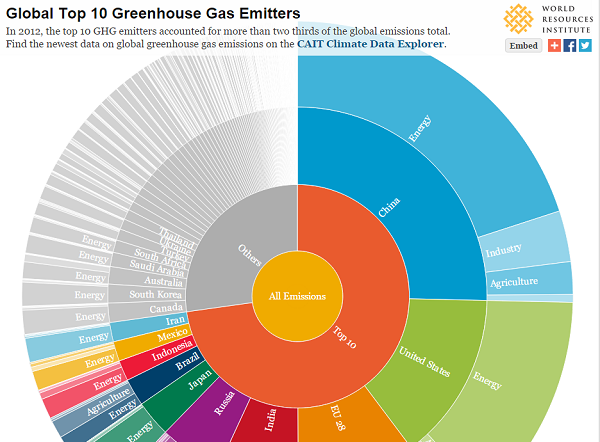 Global Top 10 Greenhouse Gas Emitters
In 2012, the top 10 GHG emitters accounted for more than two thirds of the global emissions total.
Find the newest data on global greenhouse gas emissions on the CAIT Climate Data Explorer.
WORLD
RESOURCES
INSTITUTE
Embed
All Emissions
Top 10
Others
China
Energy
Industry
Agriculture
United States
Energy
EU 28
India
Russia
Japan
Energy
Brazil
Energy
Agriculture
Indonesia
Energy
Mexico
Energy
Iran
Energy
Canada
Energy
South Korea
Energy
Australia
Energy
Saudi Arabia
Energy
South Africa
Energy
Turkey
Ukraine
Thailand